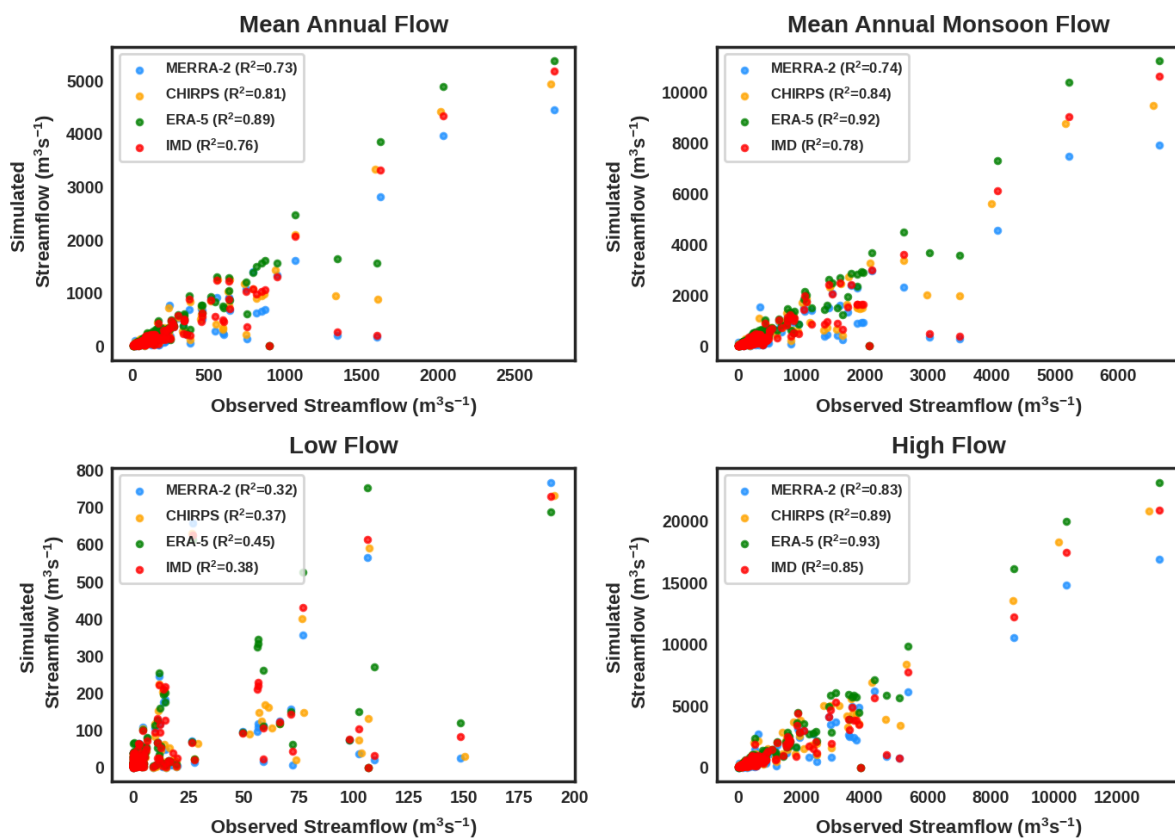 Mean Annual Flow
MERRA-2 (R²=0.73)
CHIRPS (R²=0.81)
ERA-5 (R²=0.89)
IMD (R²=0.76)
Simulated
Streamflow (m³s⁻¹)
5000
4000
3000
2000
1000
0
0 500 1000 1500 2000 2500
Observed Streamflow (m³s⁻¹)
Mean Annual Monsoon Flow
MERRA-2 (R²=0.74)
CHIRPS (R²=0.84)
ERA-5 (R²=0.92)
IMD (R²=0.78)
Simulated
Streamflow (m³s⁻¹)
10000
8000
6000
4000
2000
0
0 1000 2000 3000 4000 5000 6000
Observed Streamflow (m³s⁻¹)
Low Flow
MERRA-2 (R²=0.32)
CHIRPS (R²=0.37)
ERA-5 (R²=0.45)
IMD (R²=0.38)
Simulated
Streamflow (m³s⁻¹)
800
700
600
500
400
300
200
100
0
0 25 50 75 100 125 150 175 200
Observed Streamflow (m³s⁻¹)
High Flow
MERRA-2 (R²=0.83)
CHIRPS (R²=0.89)
ERA-5 (R²=0.93)
IMD (R²=0.85)
Simulated
Streamflow (m³s⁻¹)
20000
15000
10000
5000
0
0 2000 4000 6000 8000 10000 12000
Observed Streamflow (m³s⁻¹)